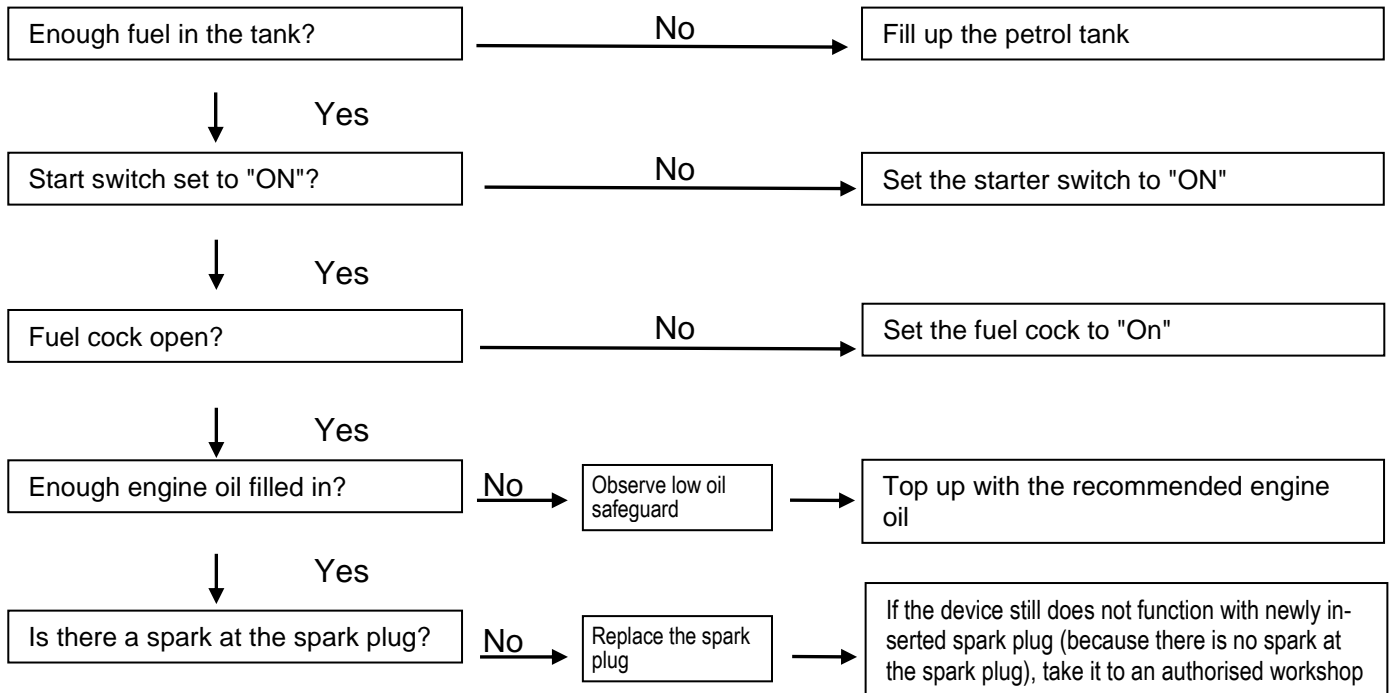 Enough fuel in the tank?
No
Fill up the petrol tank
Yes
Start switch set to "ON"?
No
Set the starter switch to "ON"
Yes
Fuel cock open?
No
Set the fuel cock to "On"
Yes
Enough engine oil filled in?
No
Observe low oil
safeguard
Top up with the recommended engine
oil
Yes
Is there a spark at the spark plug?
No
Replace the spark
plug
If the device still does not function with newly in-
serted spark plug (because there is no spark at
the spark plug), take it to an authorised workshop